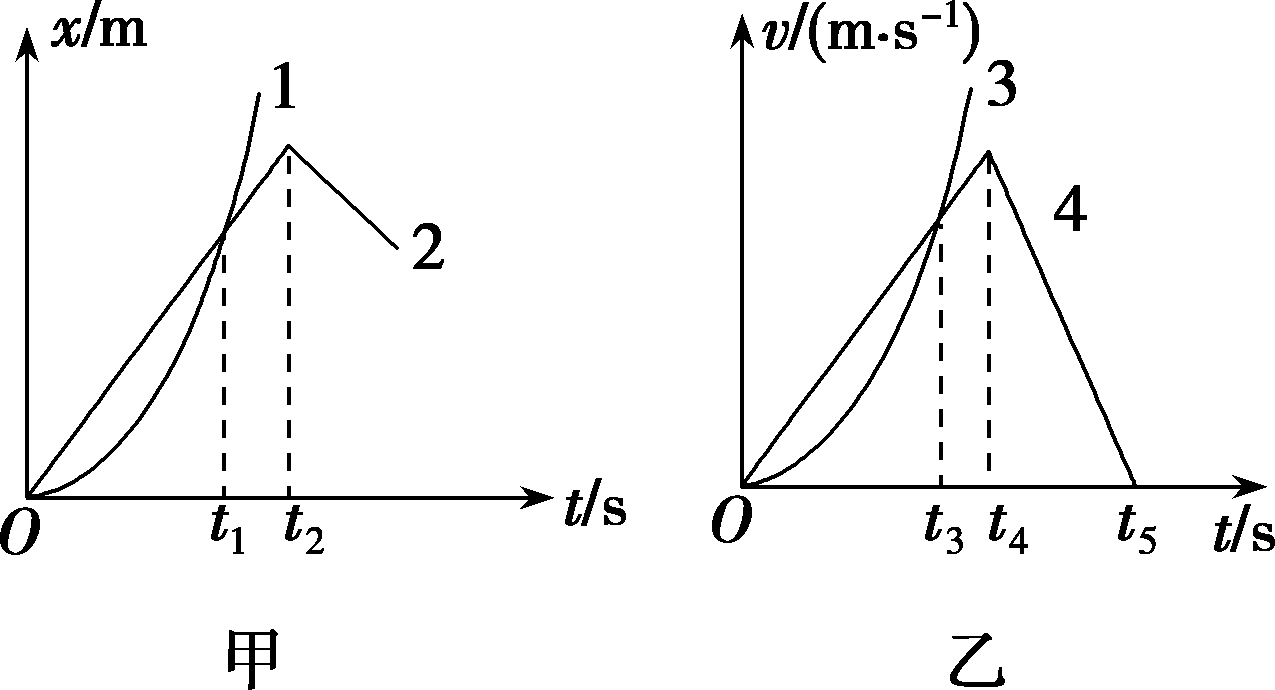 x/m
1
2
O
t₁
t₂
t/s
甲
v/(m·s⁻¹)
3
4
O
t₃
t₄
t₅
t/s
乙